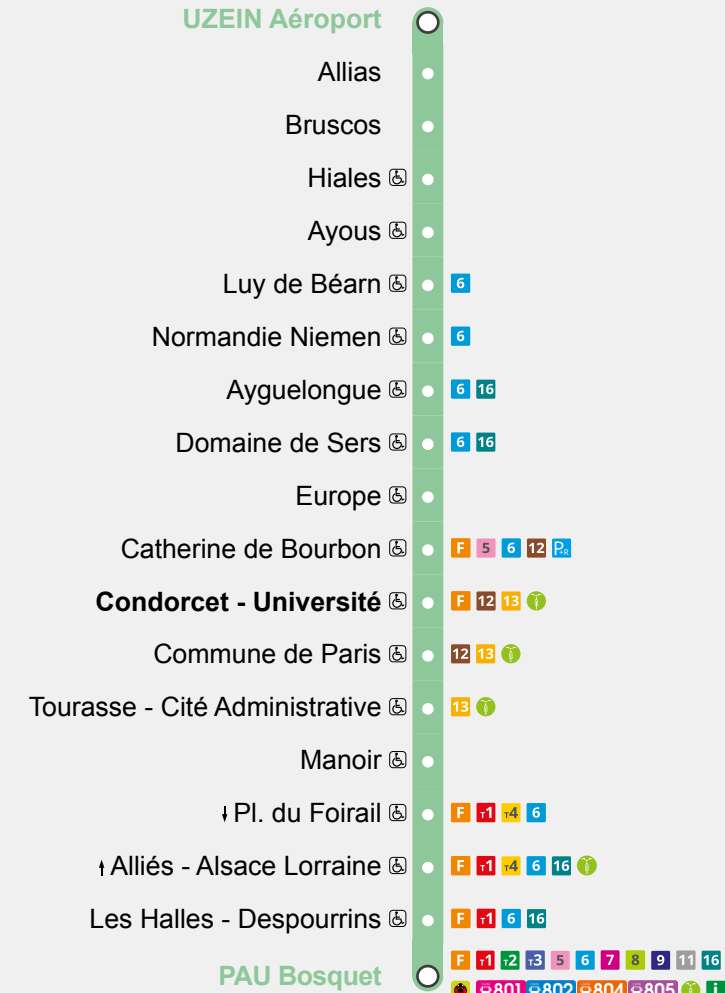 UZEIN Aéroport
Allias
Bruscos
Hiales
Ayous
Luy de Béarn 6
Normandie Niemen 6
Ayguelongue 6 16
Domaine de Sers 6 16
Europe
Catherine de Bourbon F 5 6 12 P+R
Condorcet - Université F 12 13
Commune de Paris 12 13
Tourasse - Cité Administrative 13
Manoir
Pl. du Foirail F T1 T4 6
Alliés - Alsace Lorraine F T1 T4 6 16
Les Halles - Despourrins F T1 6 16
F T1 T2 T3 5 6 7 8 9 11 16
PAU Bosquet
801 802 804 805 i